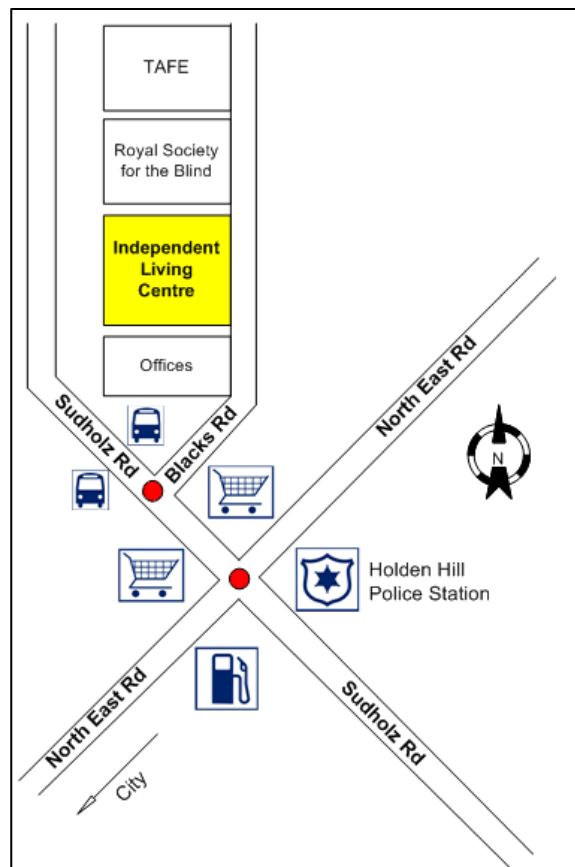 TAFE
Royal Society
for the Blind
Independent
Living
Centre
Offices
Sudholz Rd
Blacks Rd
North East Rd
N
Holden Hill
Police Station
North East Rd
Sudholz Rd
City